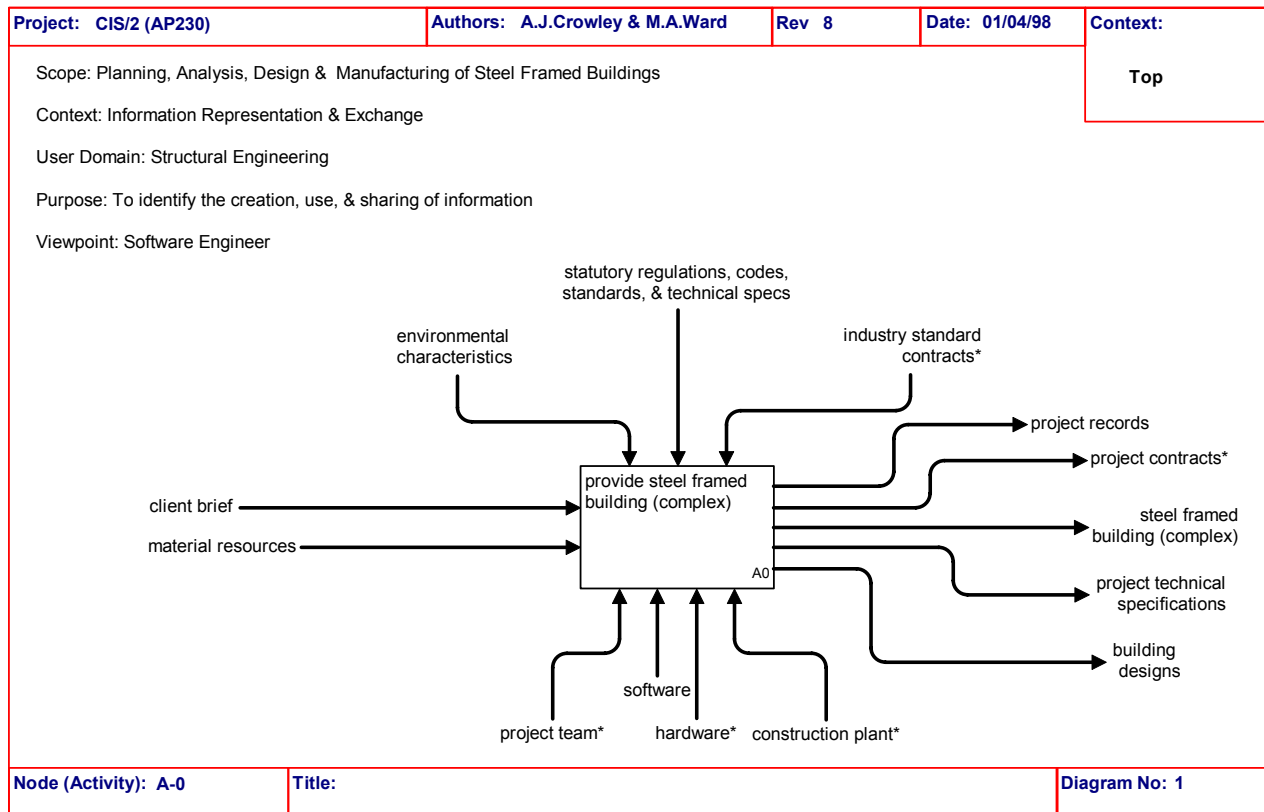 Project: CIS/2 (AP230)
Authors: A.J.Crowley & M.A.Ward
Rev 8
Date: 01/04/98
Context:
Top
Scope: Planning, Analysis, Design & Manufacturing of Steel Framed Buildings
Context: Information Representation & Exchange
User Domain: Structural Engineering
Purpose: To identify the creation, use, & sharing of information
Viewpoint: Software Engineer
statutory regulations, codes,
standards, & technical specs
environmental
characteristics
industry standard
contracts*
project records
project contracts*
provide steel framed
building (complex)
A0
client brief
material resources
steel framed
building (complex)
project technical
specifications
building
designs
software
project team*
hardware*
construction plant*
Node (Activity): A-0
Title:
Diagram No: 1